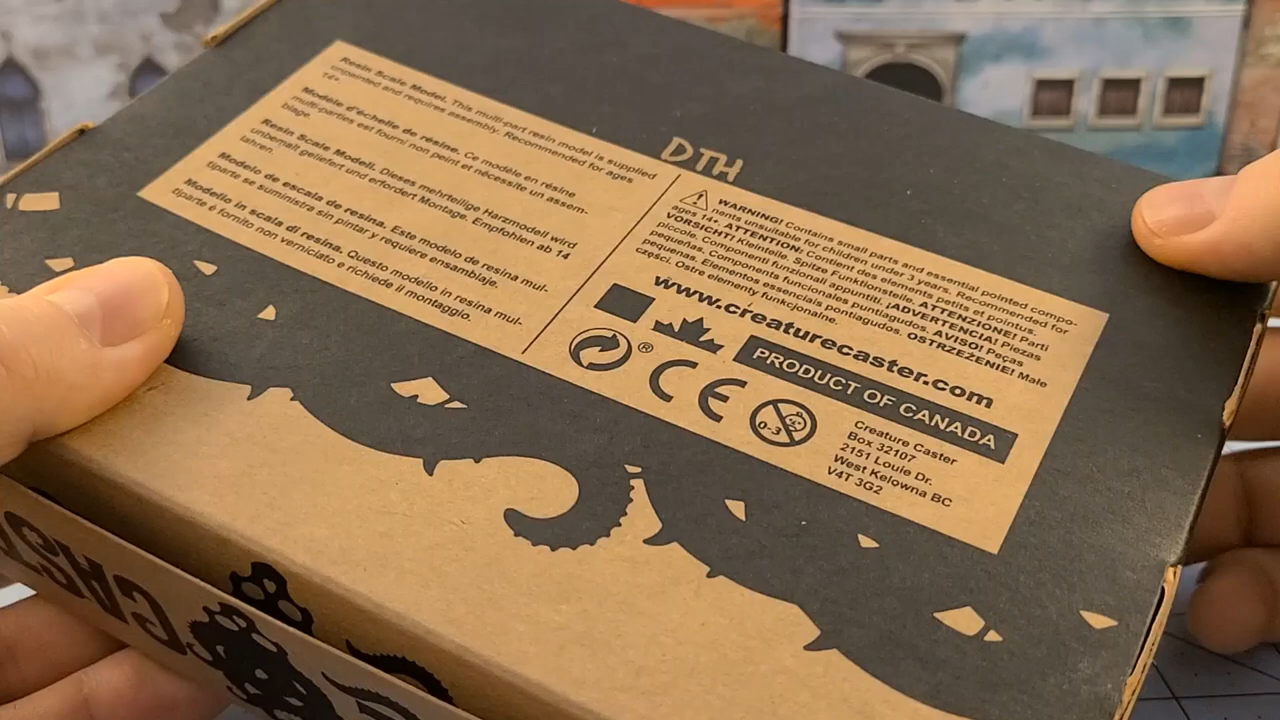 Resin Scale Model. This multi-part resin model is supplied
unpainted and requires assembly. Recommended for ages
14+.
Modèle d'échelle de résine. Ce modèle en résine
multi-parties est fourni non peint et nécessite un assem-
blage.
Resin Scale Modell. Dieses mehrteilige Harzmodell wird
unbemalt geliefert und erfordert Montage. Empfohlen ab 14
Jahren.
Modelo de escala de resina. Este modelo de resina mul-
tiparte se suministra sin pintar y requiere ensamblaje.
Modello in scala di resina. Questo modello in resina mul-
tiparte è fornito non verniciato e richiede il montaggio.
DTH
WARNING! Contains small parts and essential pointed compo-
nents unsuitable for children under 3 years. Recommended for
ages 14+. ATTENTION: Contient des elements petits et pointus.
VORSICHT! Kleinteile. Spitze Funktionsteile. ATTENZIONE! Parti
piccole. Componenti funzionali appuntiti. ¡ADVERTENCIA! Piezas
pequeñas. Components funcionales puntiagudos. AVISO! Peças
pequenas. Elementos essenciais pontiagudos. OSTRZEŻENIE! Małe
części. Ostre elementy funkcjonalne.
www.creaturecaster.com
PRODUCT OF CANADA
®
CE
0-3
Creature Caster
Box 32107
2151 Louie Dr.
West Kelowna BC
V4T 3G2
CAS